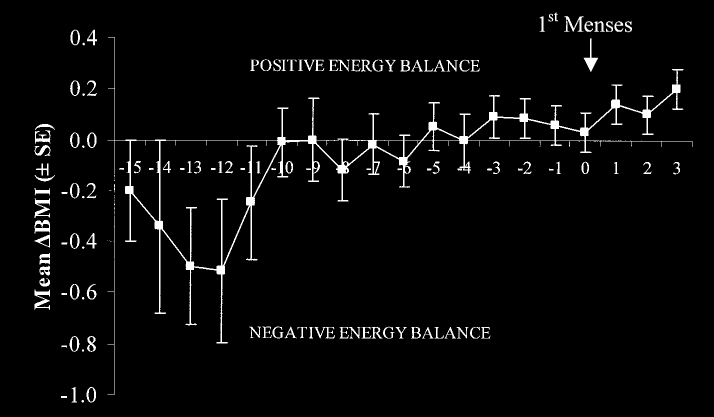 1st Menses
0.4
POSITIVE ENERGY BALANCE
0.2
0.0
-15 -14 -13 -12 -11 -10 -9 -8 -7 -6 -5 -4 -3 -2 -1 0 1 2 3
-0.2
-0.4
-0.6
-0.8
-1.0
Mean ΔBMI (± SE)
NEGATIVE ENERGY BALANCE